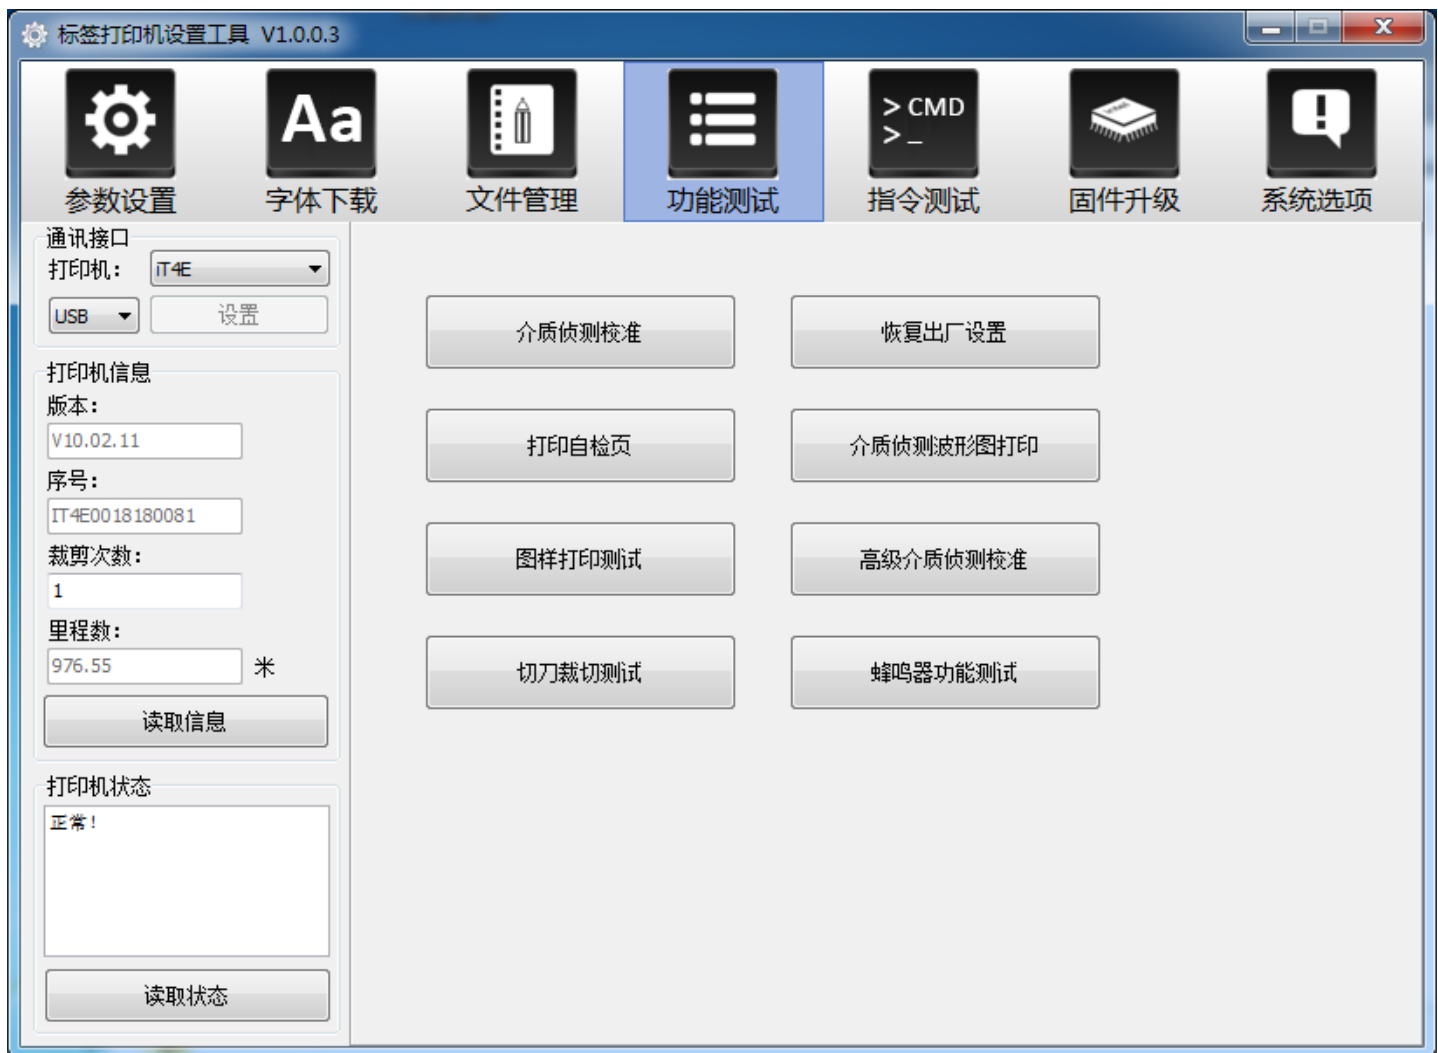 标签打印机设置工具 V1.0.0.3
Aa
> CMD
> _
参数设置 字体下载 文件管理 功能测试 指令测试 固件升级 系统选项
通讯接口
打印机: iT4E
USB 设置
打印机信息
版本:
V10.02.11
序号:
IT4E0018180081
裁剪次数:
1
里程数:
976.55 米
读取信息
打印机状态
正常!
读取状态
介质侦测校准 恢复出厂设置
打印自检页 介质侦测波形图打印
图样打印测试 高级介质侦测校准
切刀裁切测试 蜂鸣器功能测试